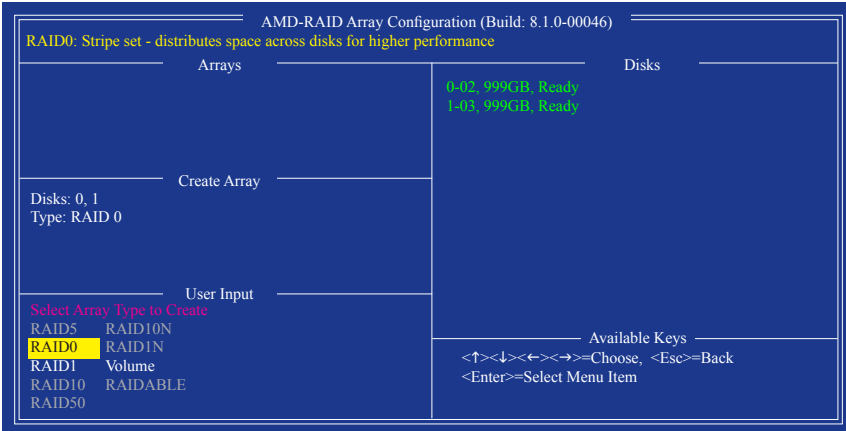 AMD-RAID Array Configuration (Build: 8.1.0-00046)
RAID0: Stripe set - distributes space across disks for higher performance
Arrays
Create Array
Disks: 0, 1
Type: RAID 0
User Input
Select Array Type to Create
RAID5 RAID10N
RAID0 RAID1N
RAID1 Volume
RAID10 RAIDABLE
RAID50
Disks
0-02, 999GB, Ready
1-03, 999GB, Ready
Available Keys
<↑><↓><←><→>=Choose, <Esc>=Back
<Enter>=Select Menu Item